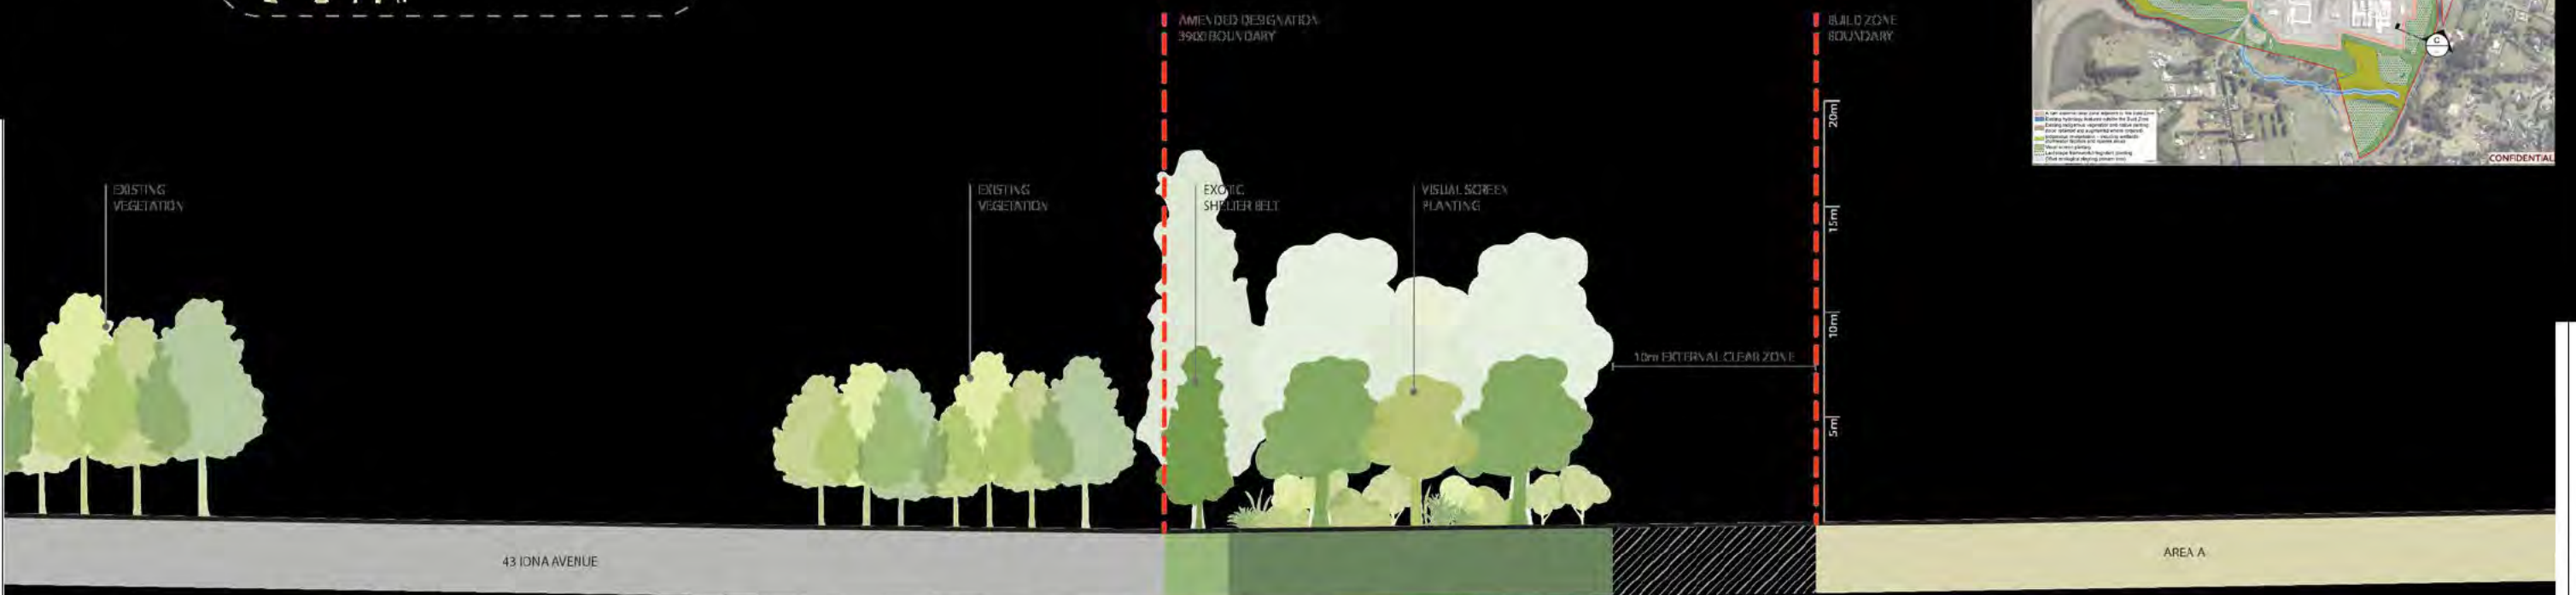 AMENDED DESIGNATION
3900 BOUNDARY
BUILD ZONE
BOUNDARY
C
CONFIDENTIAL
20m
EXISTING
VEGETATION
EXISTING
VEGETATION
EXOTIC
SHELTER BELT
VISUAL SCREEN
PLANTING
15m
10m
10m EXTERNAL CLEAR ZONE
5m
43 IONA AVENUE
AREA A